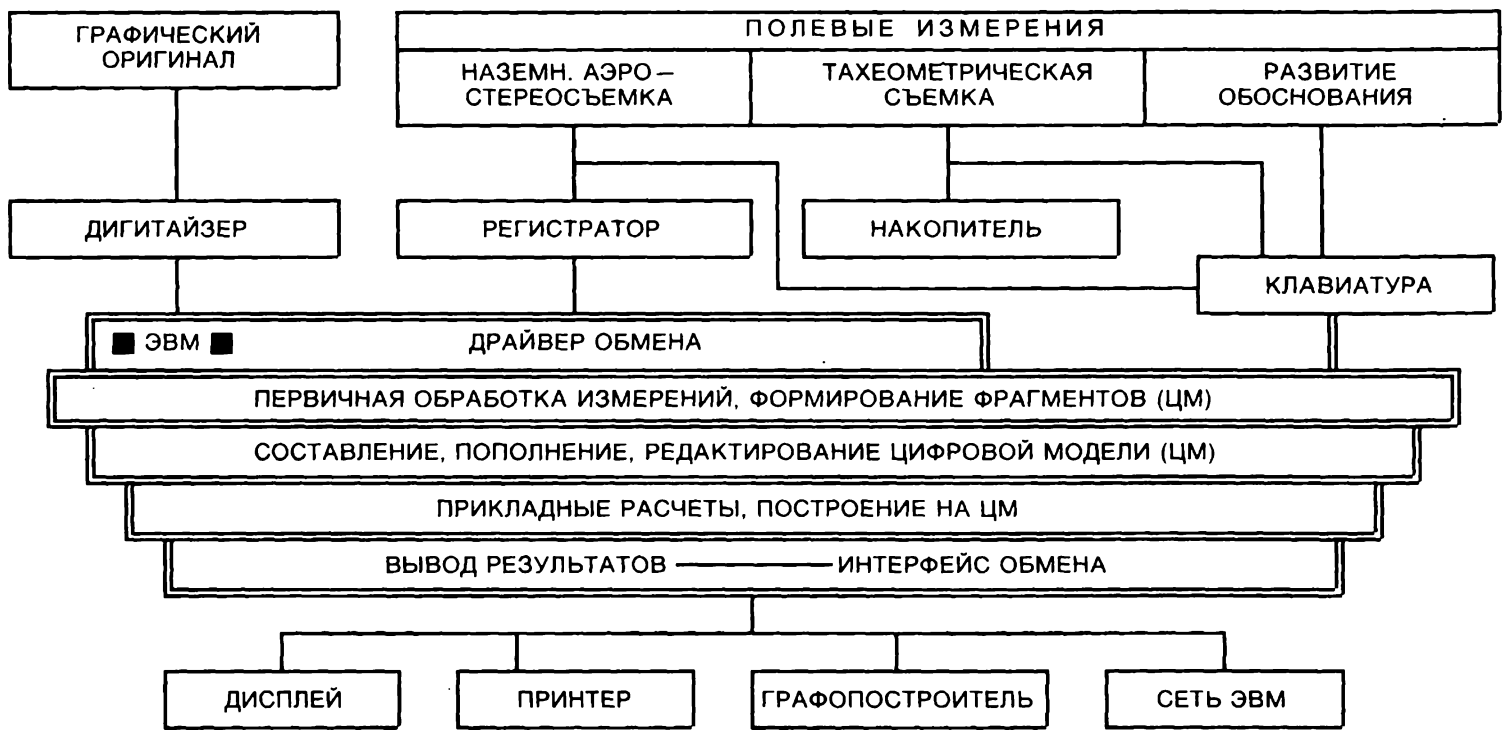 ГРАФИЧЕСКИЙ
ОРИГИНАЛ
ПОЛЕВЫЕ ИЗМЕРЕНИЯ
НАЗЕМН. АЭРО—
СТЕРЕОСЪЕМКА
ТАХЕОМЕТРИЧЕСКАЯ
СЪЕМКА
РАЗВИТИЕ
ОБОСНОВАНИЯ
ДИГИТАЙЗЕР
РЕГИСТРАТОР
НАКОПИТЕЛЬ
КЛАВИАТУРА
■ ЭВМ ■ ДРАЙВЕР ОБМЕНА
ПЕРВИЧНАЯ ОБРАБОТКА ИЗМЕРЕНИЙ, ФОРМИРОВАНИЕ ФРАГМЕНТОВ (ЦМ)
СОСТАВЛЕНИЕ, ПОПОЛНЕНИЕ, РЕДАКТИРОВАНИЕ ЦИФРОВОЙ МОДЕЛИ (ЦМ)
ПРИКЛАДНЫЕ РАСЧЕТЫ, ПОСТРОЕНИЕ НА ЦМ
ВЫВОД РЕЗУЛЬТАТОВ ———— ИНТЕРФЕЙС ОБМЕНА
ДИСПЛЕЙ
ПРИНТЕР
ГРАФОПОСТРОИТЕЛЬ
СЕТЬ ЭВМ